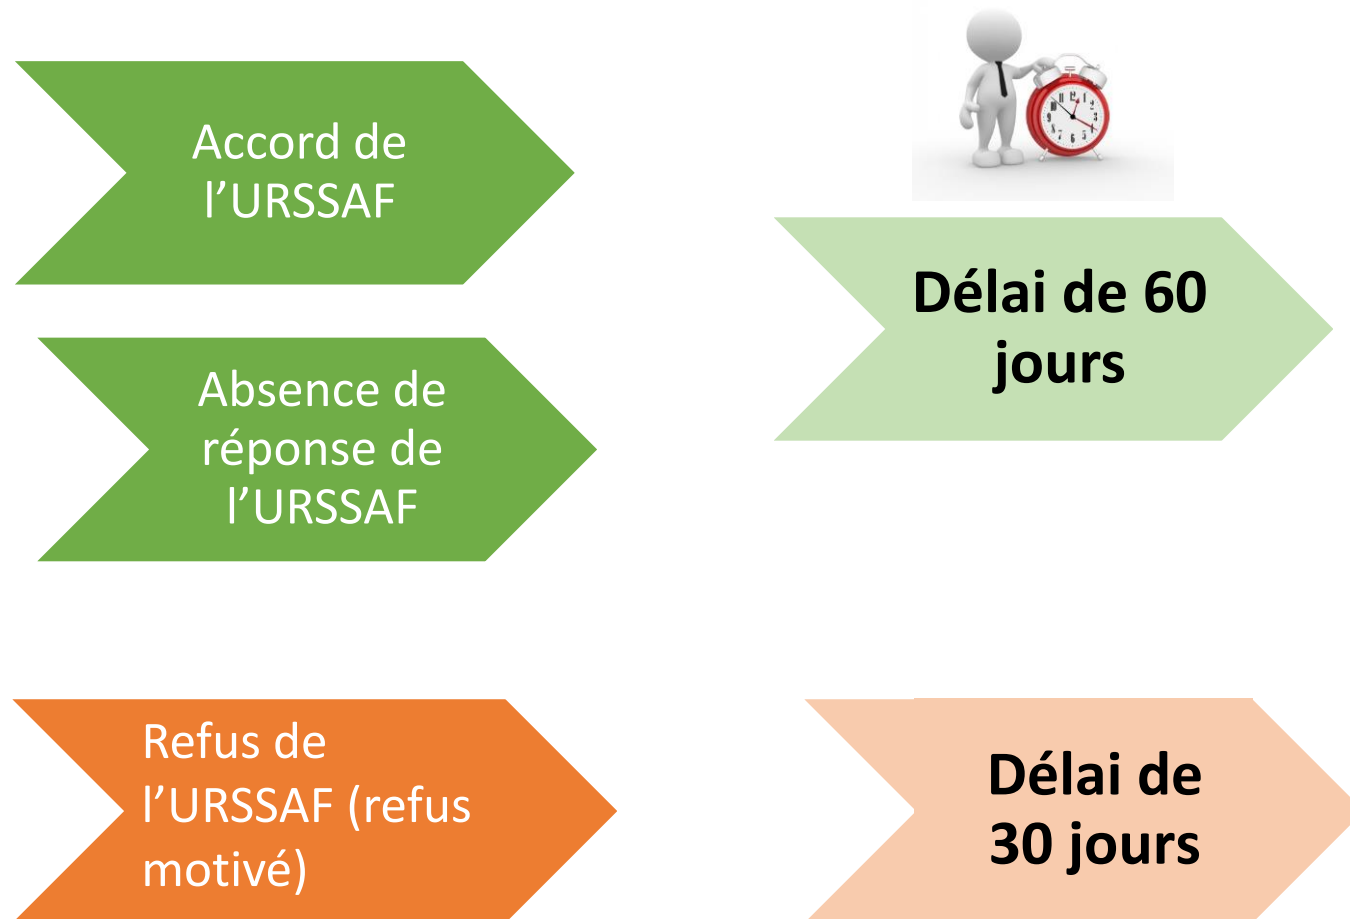 Accord de
l’URSSAF
Délai de 60
jours
Absence de
réponse de
l’URSSAF
Refus de
l’URSSAF (refus
motivé)
Délai de
30 jours